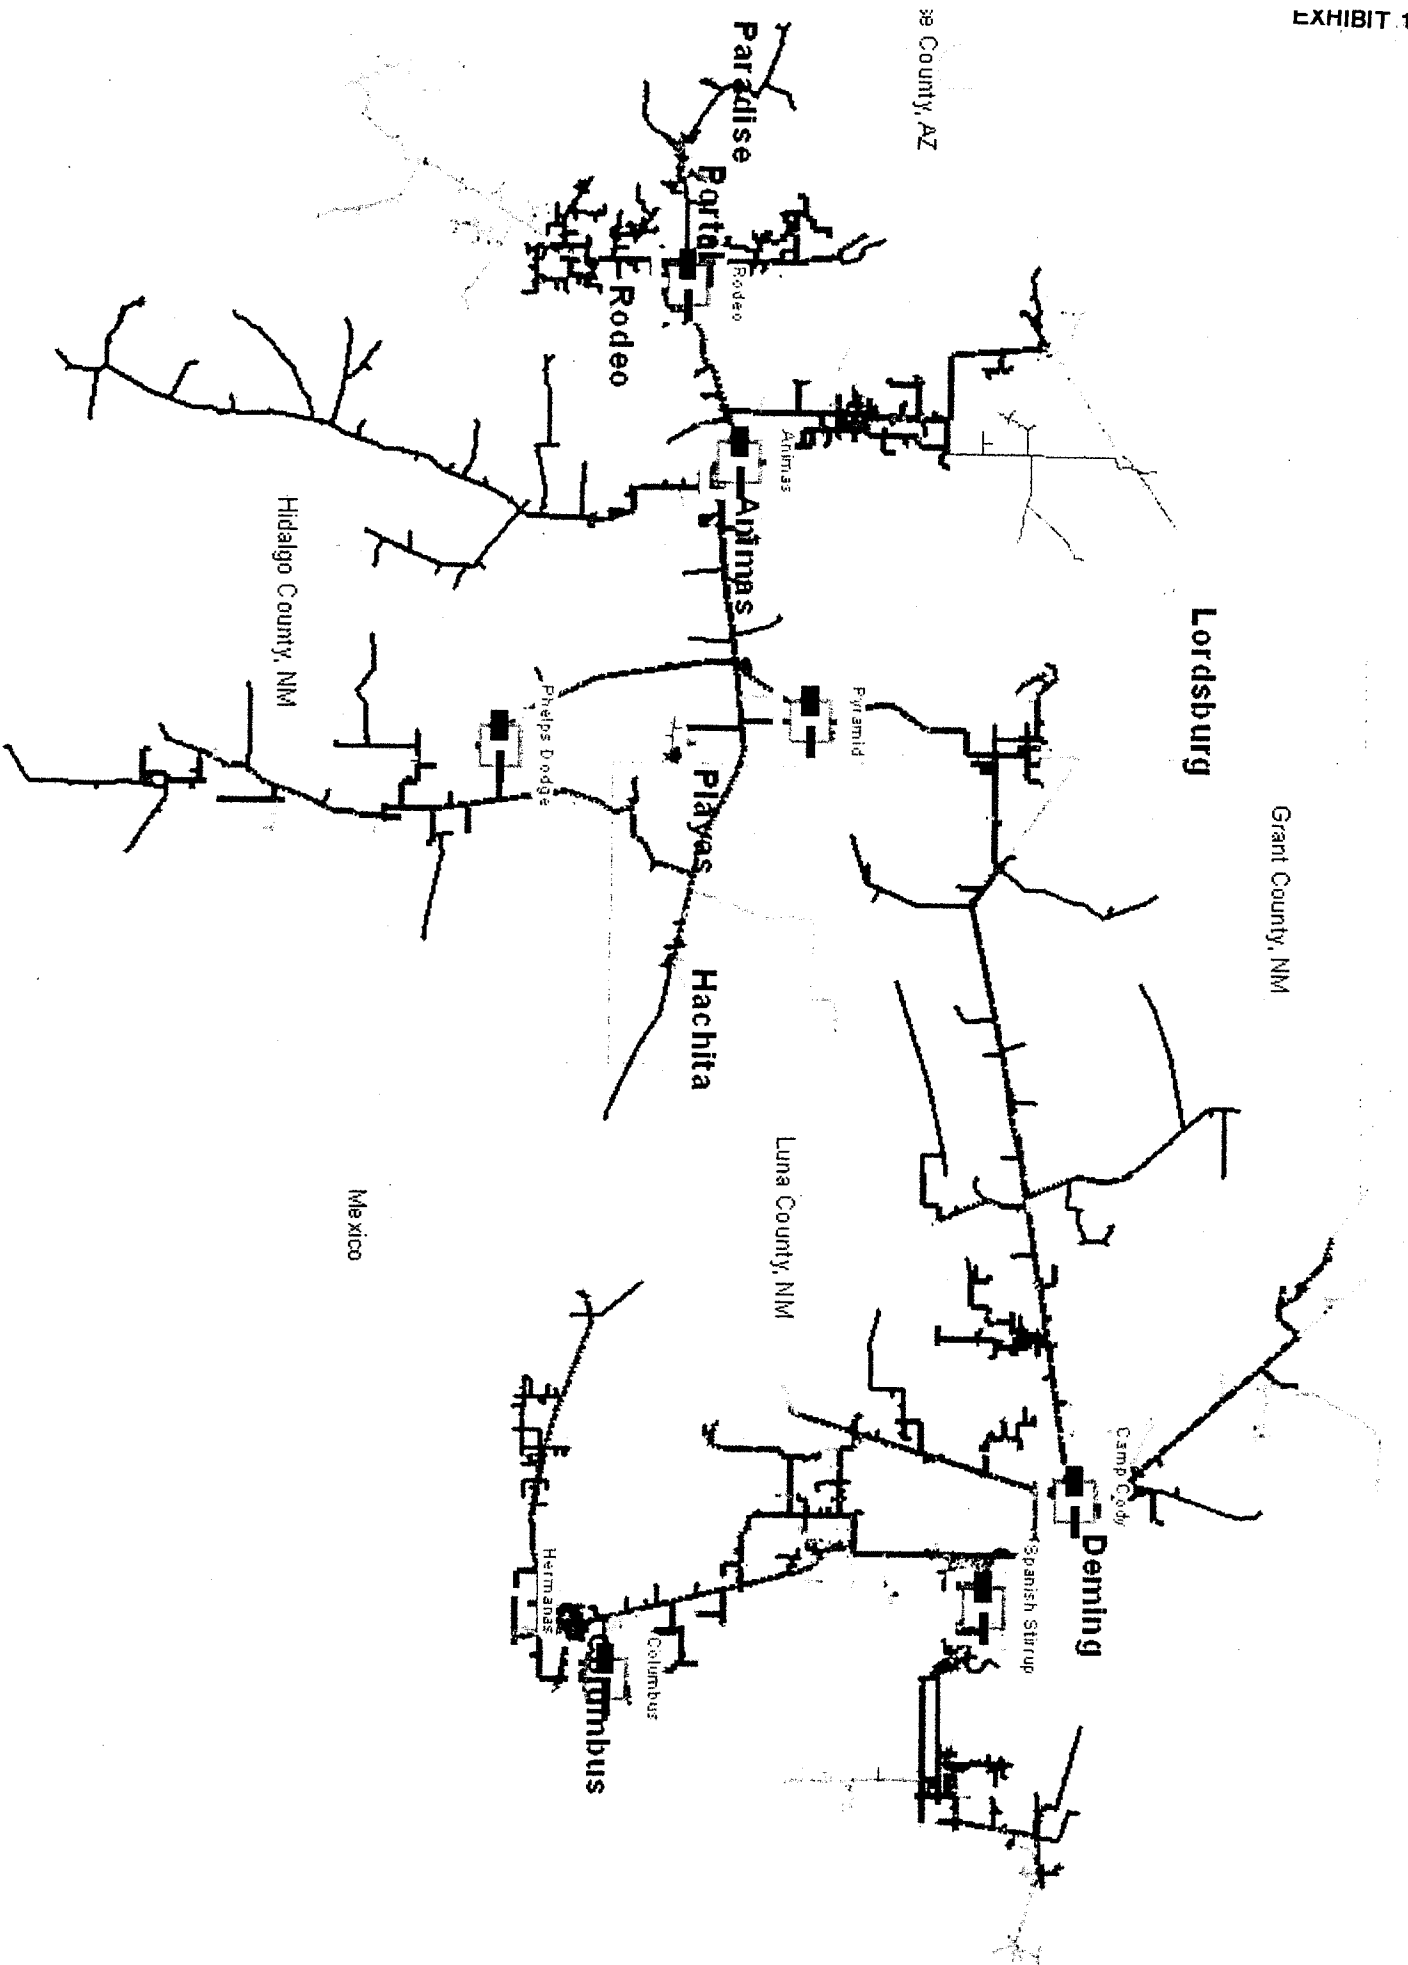 EXHIBIT 1
se County, AZ
Paradise
Portal
Rodeo
Rodeo
Animas
Animas
Hidalgo County, NM
Lordsburg
Pyramid
Phelps Dodge
Playas
Grant County, NM
Hachita
Luna County, NM
Mexico
Camp Cody
Deming
Spanish Stirrup
Hermanas
Columbus
Columbus